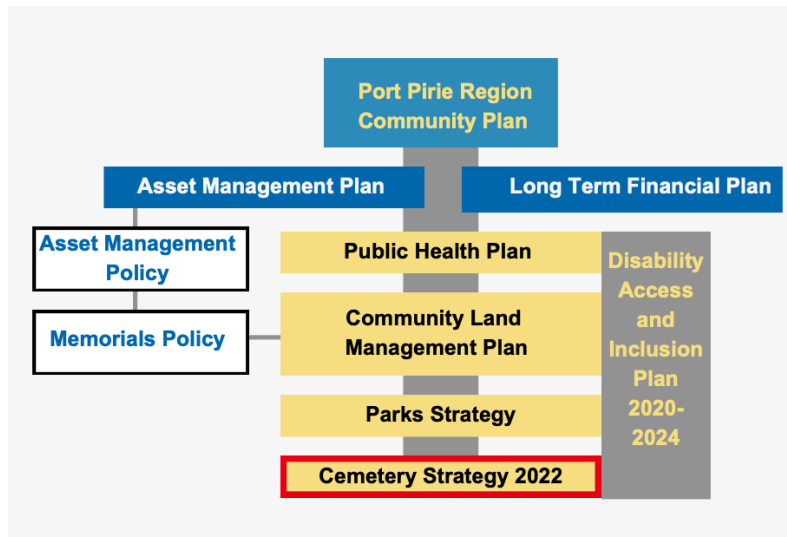 Port Pirie Region
Community Plan
Asset Management Plan
Long Term Financial Plan
Asset Management
Policy
Memorials Policy
Public Health Plan
Community Land
Management Plan
Parks Strategy
Cemetery Strategy 2022
Disability
Access
and
Inclusion
Plan
2020-
2024